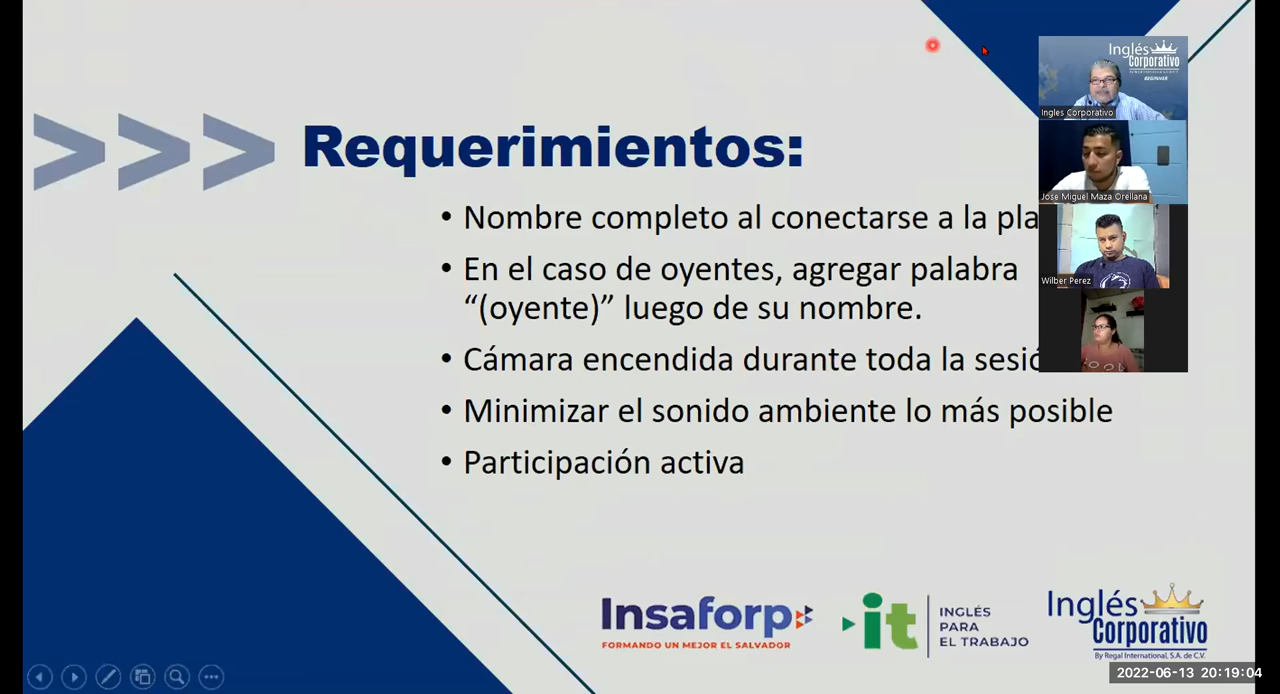 Requerimientos:
• Nombre completo al conectarse a la pla
• En el caso de oyentes, agregar palabra
“(oyente)” luego de su nombre.
• Cámara encendida durante toda la sesió
• Minimizar el sonido ambiente lo más posible
• Participación activa
Inglés
Corporativo
BEGINNER
Ingles Corporativo
Jose Miguel Maza Orellana
Wilber Perez
Insaforp
FORMANDO UN MEJOR EL SALVADOR
it
INGLÉS
PARA
EL TRABAJO
Inglés
Corporativo
By Regal International, S.A. de C.V.
2022-06-13 20:19:04